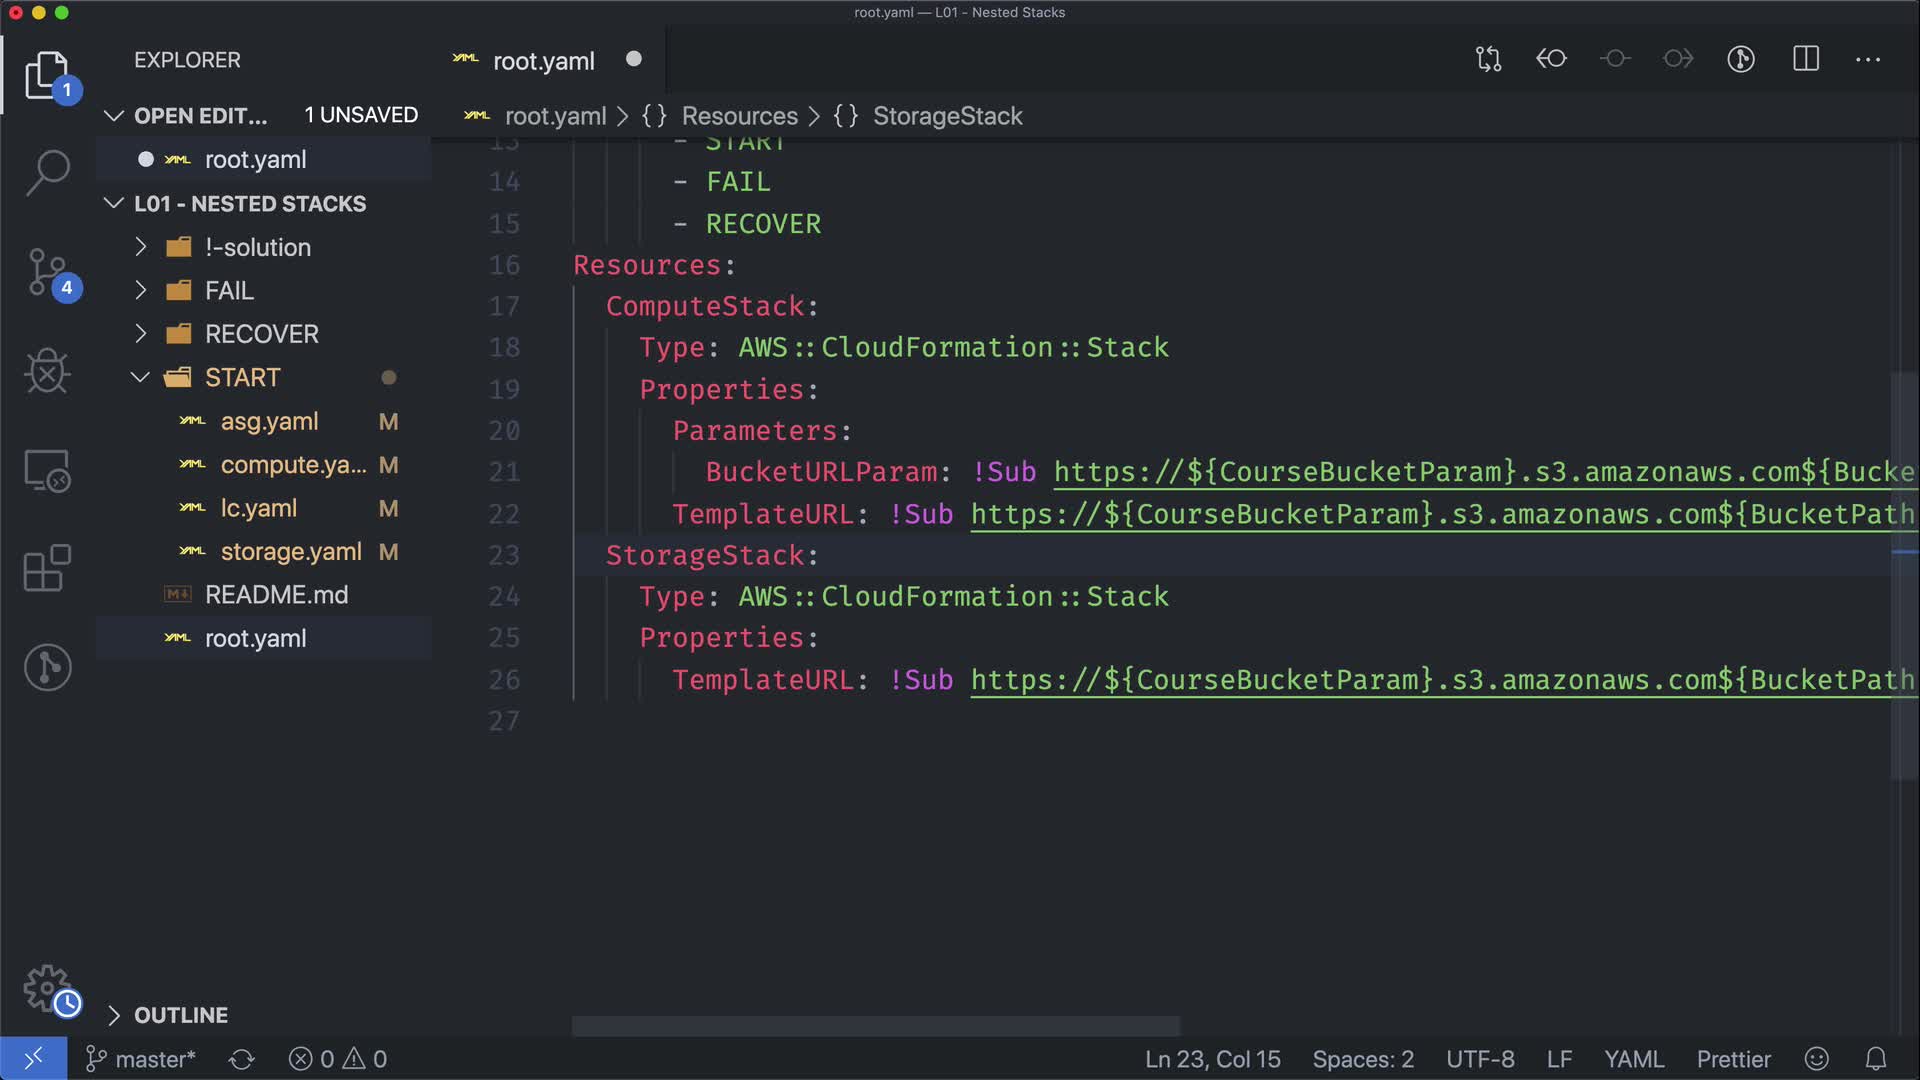 root.yaml — L01 - Nested Stacks
EXPLORER
root.yaml
1
OPEN EDIT... 1 UNSAVED
root.yaml > {} Resources > {} StorageStack
root.yaml
13 - START
L01 - NESTED STACKS
14 - FAIL
15 - RECOVER
!-solution
16 Resources:
FAIL
4
17 ComputeStack:
RECOVER
18 Type: AWS::CloudFormation::Stack
START
19 Properties:
asg.yaml M
20 Parameters:
compute.ya... M
21 BucketURLParam: !Sub https://${CourseBucketParam}.s3.amazonaws.com${Bucke
lc.yaml M
22 TemplateURL: !Sub https://${CourseBucketParam}.s3.amazonaws.com${BucketPath
storage.yaml M
23 StorageStack:
README.md
24 Type: AWS::CloudFormation::Stack
root.yaml
25 Properties:
26 TemplateURL: !Sub https://${CourseBucketParam}.s3.amazonaws.com${BucketPath
27
OUTLINE
master* 0 0 Ln 23, Col 15 Spaces: 2 UTF-8 LF YAML Prettier